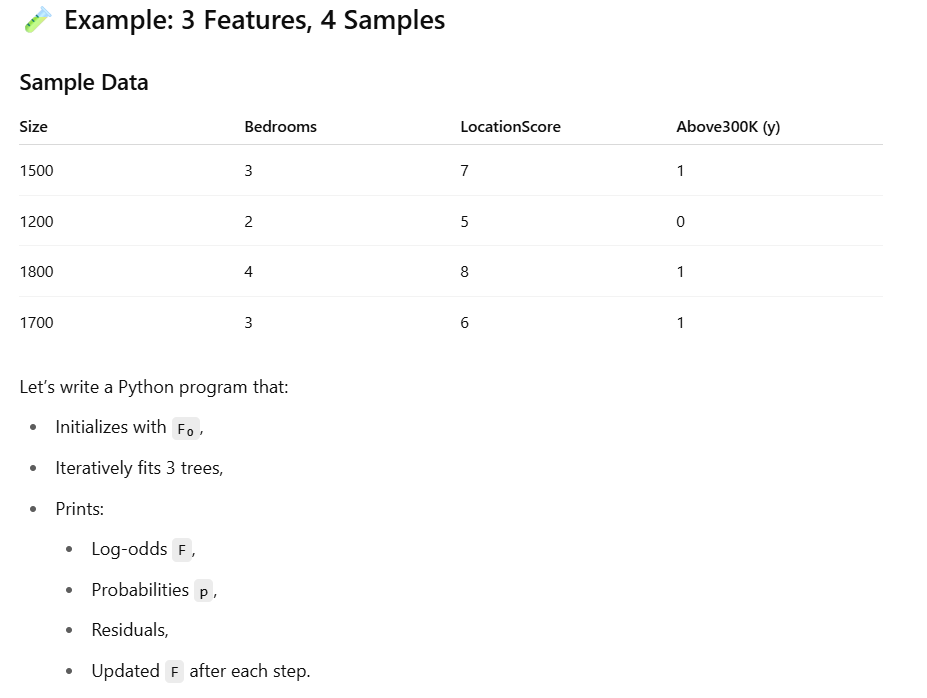 Example: 3 Features, 4 Samples
Sample Data
Size Bedrooms LocationScore Above300K (y)
1500 3 7 1
1200 2 5 0
1800 4 8 1
1700 3 6 1
Let’s write a Python program that:
• Initializes with F₀,
• Iteratively fits 3 trees,
• Prints:
• Log-odds F,
• Probabilities p,
• Residuals,
• Updated F after each step.